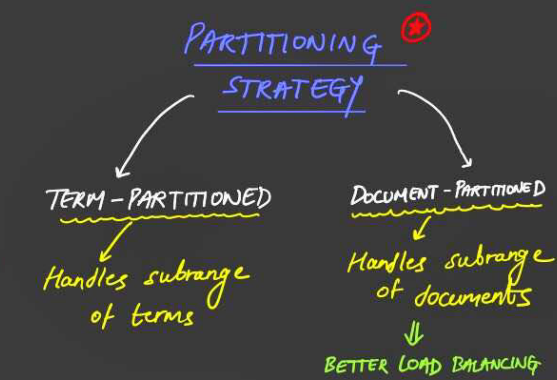 PARTITIONING
STRATEGY
TERM-PARTITIONED
Handles subrange
of terms
DOCUMENT-PARTITIONED
Handles subrange
of documents
BETTER LOAD BALANCING